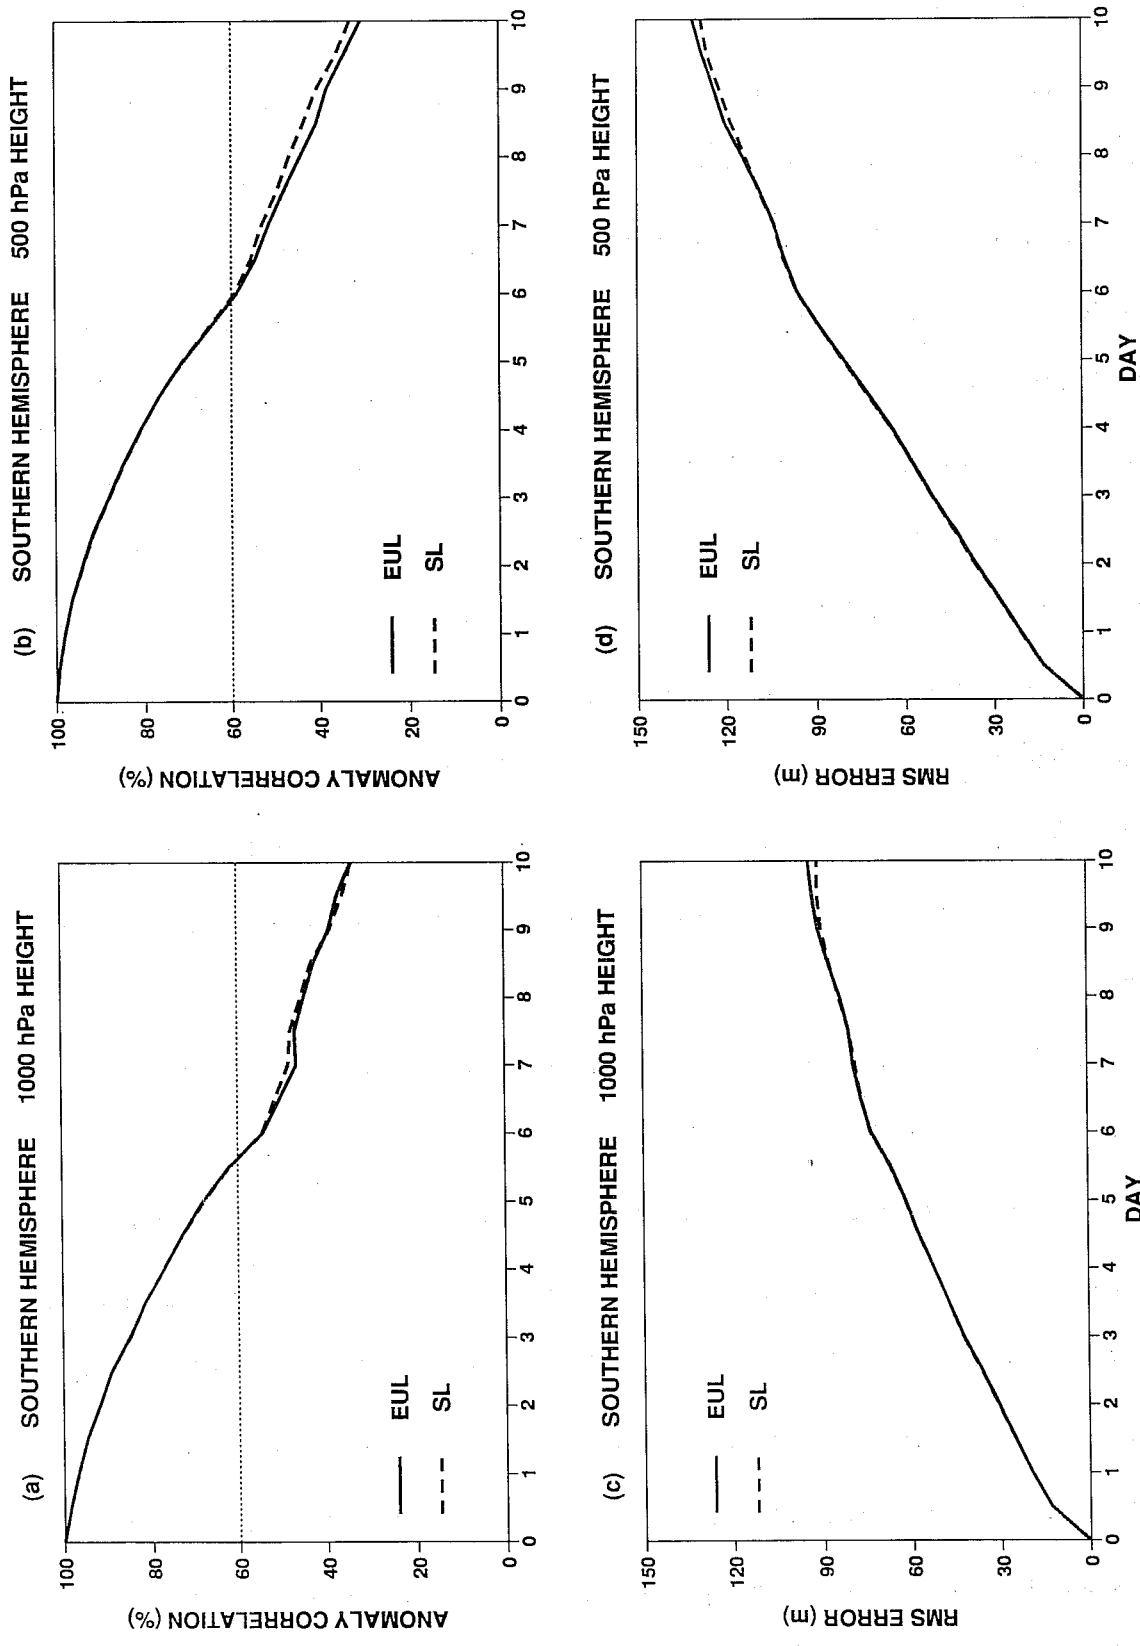 (a) SOUTHERN HEMISPHERE 1000 hPa HEIGHT
ANOMALY CORRELATION (%)
100
80
60
40
20
0
EUL
SL
0 1 2 3 4 5 6 7 8 9 10
(b) SOUTHERN HEMISPHERE 500 hPa HEIGHT
ANOMALY CORRELATION (%)
100
80
60
40
20
0
EUL
SL
0 1 2 3 4 5 6 7 8 9 10
(c) SOUTHERN HEMISPHERE 1000 hPa HEIGHT
RMS ERROR (m)
150
120
90
60
30
0
EUL
SL
0 1 2 3 4 5 6 7 8 9 10
DAY
(d) SOUTHERN HEMISPHERE 500 hPa HEIGHT
RMS ERROR (m)
150
120
90
60
30
0
EUL
SL
0 1 2 3 4 5 6 7 8 9 10
DAY